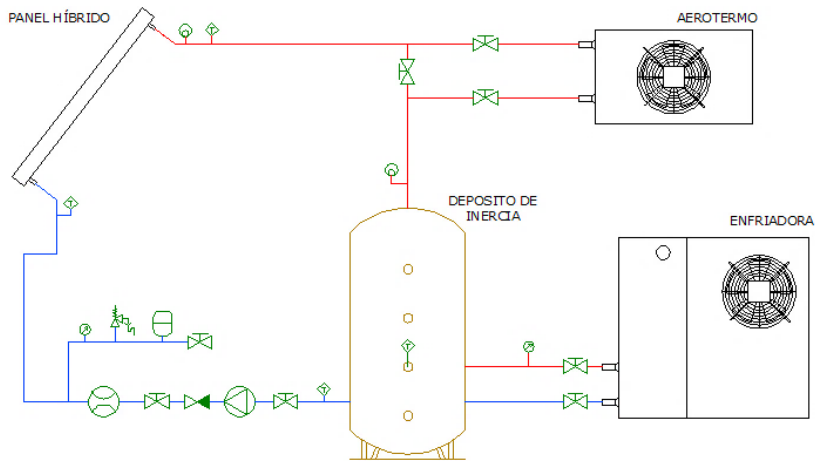 PANEL HÍBRIDO
AEROTERMO
T
DEPOSITO DE
INERCIA
T
ENFRIADORA
T
T